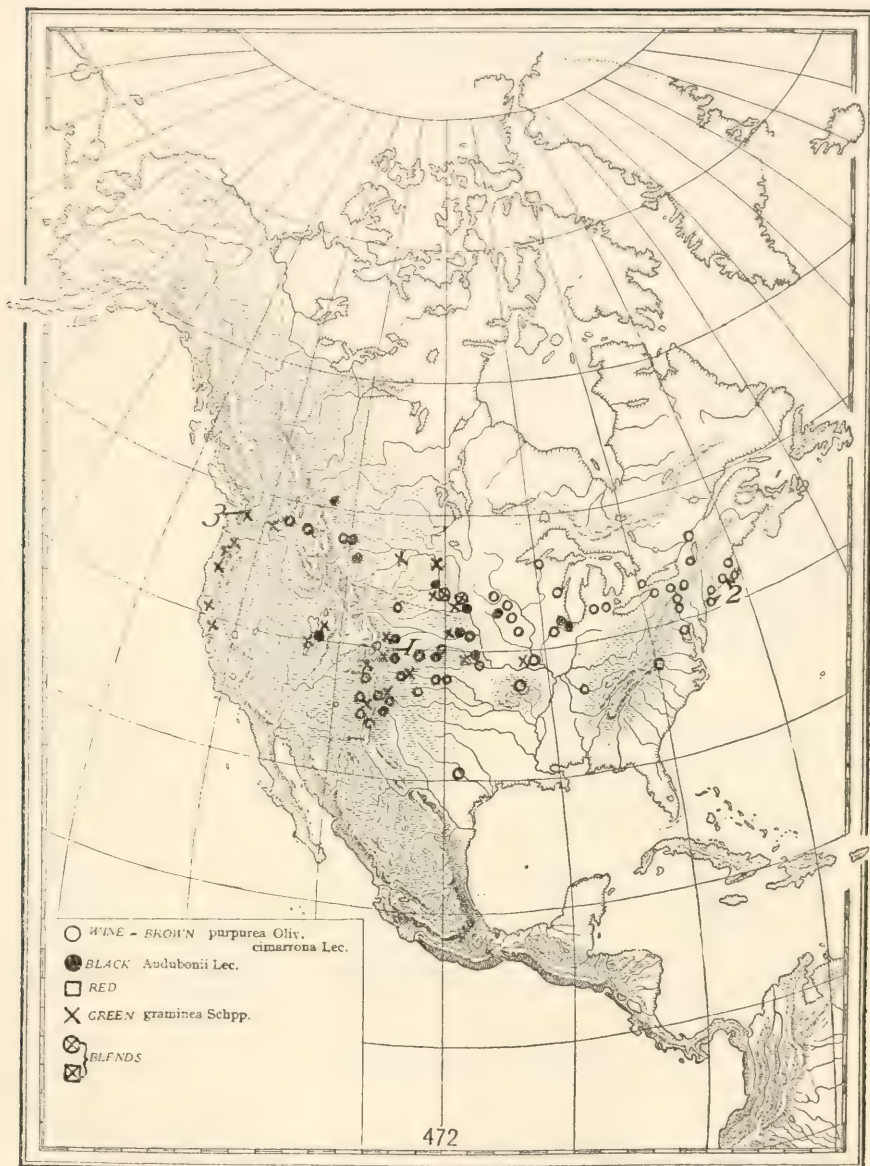 3
1
2
WINE - BROWN purpurea Oliv.
cimarrona Lec.
BLACK Audubonii Lec.
RED
GREEN graminea Schpp.
BLENDS
472